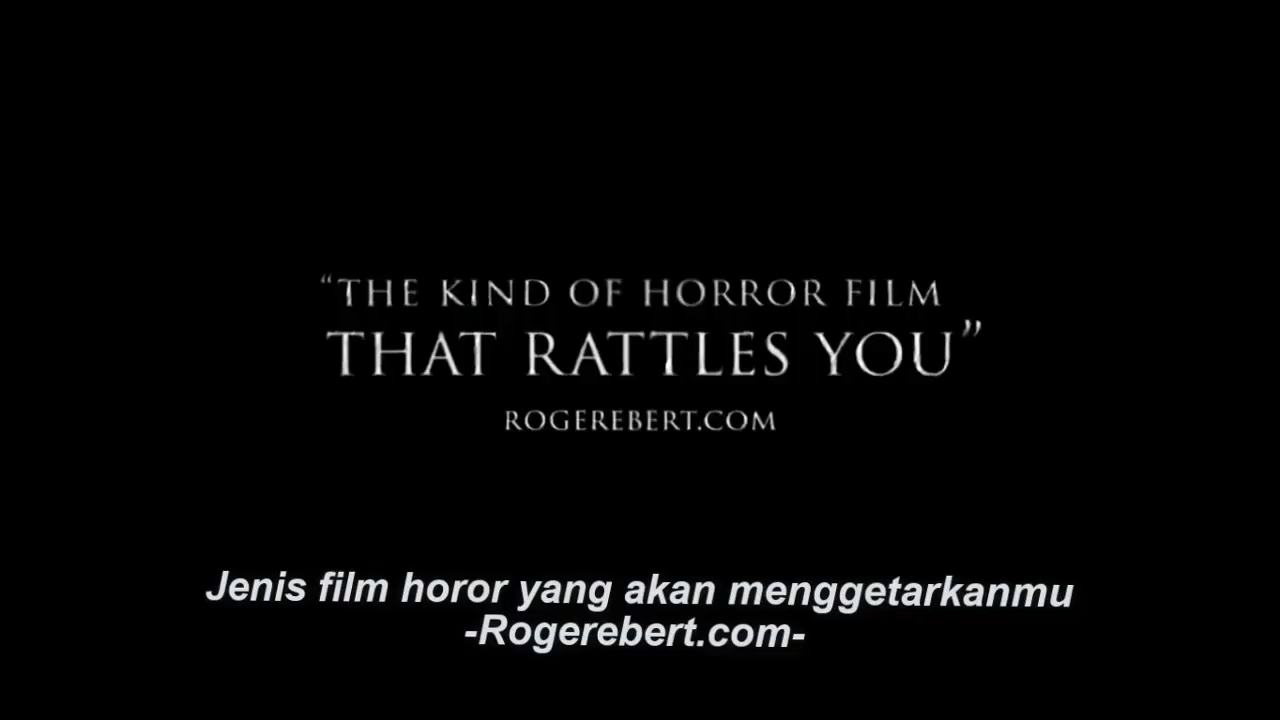 “THE KIND OF HORROR FILM
THAT RATTLES YOU”
ROGEREBERT.COM
Jenis film horor yang akan menggetarkanmu
-Rogerebert.com-